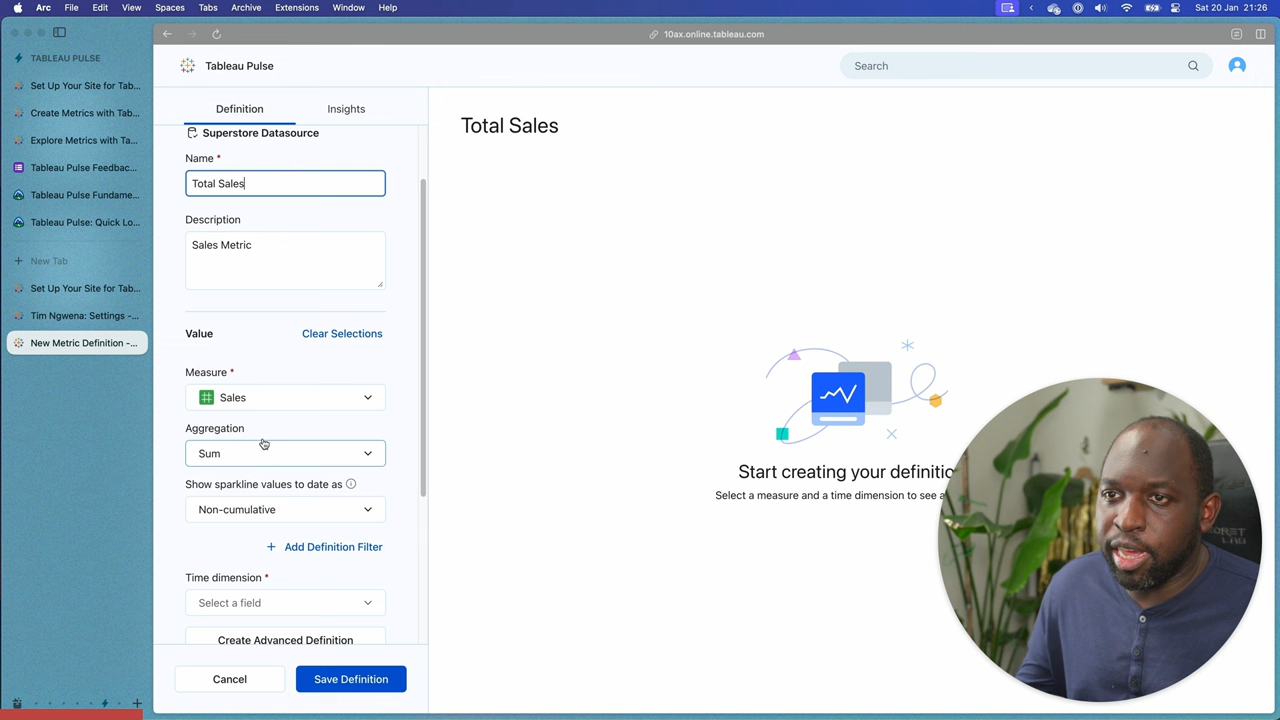 Arc File Edit View Spaces Tabs Archive Extensions Window Help Sat 20 Jan 21:26
TABLEAU PULSE
Set Up Your Site for Tab...
Create Metrics with Tab...
Explore Metrics with Ta...
Tableau Pulse Feedbac...
Tableau Pulse Fundame...
Tableau Pulse: Quick Lo...
New Tab
Set Up Your Site for Tab...
Tim Ngwena: Settings -...
New Metric Definition -...
10ax.online.tableau.com
Tableau Pulse
Search
Definition Insights
Superstore Datasource
Name *
Total Sales
Description
Sales Metric
Value Clear Selections
Measure *
Sales
Aggregation
Sum
Show sparkline values to date as
Non-cumulative
+ Add Definition Filter
Time dimension *
Select a field
Create Advanced Definition
Cancel Save Definition
Total Sales
Start creating your
Select a measure and a time dimension to see